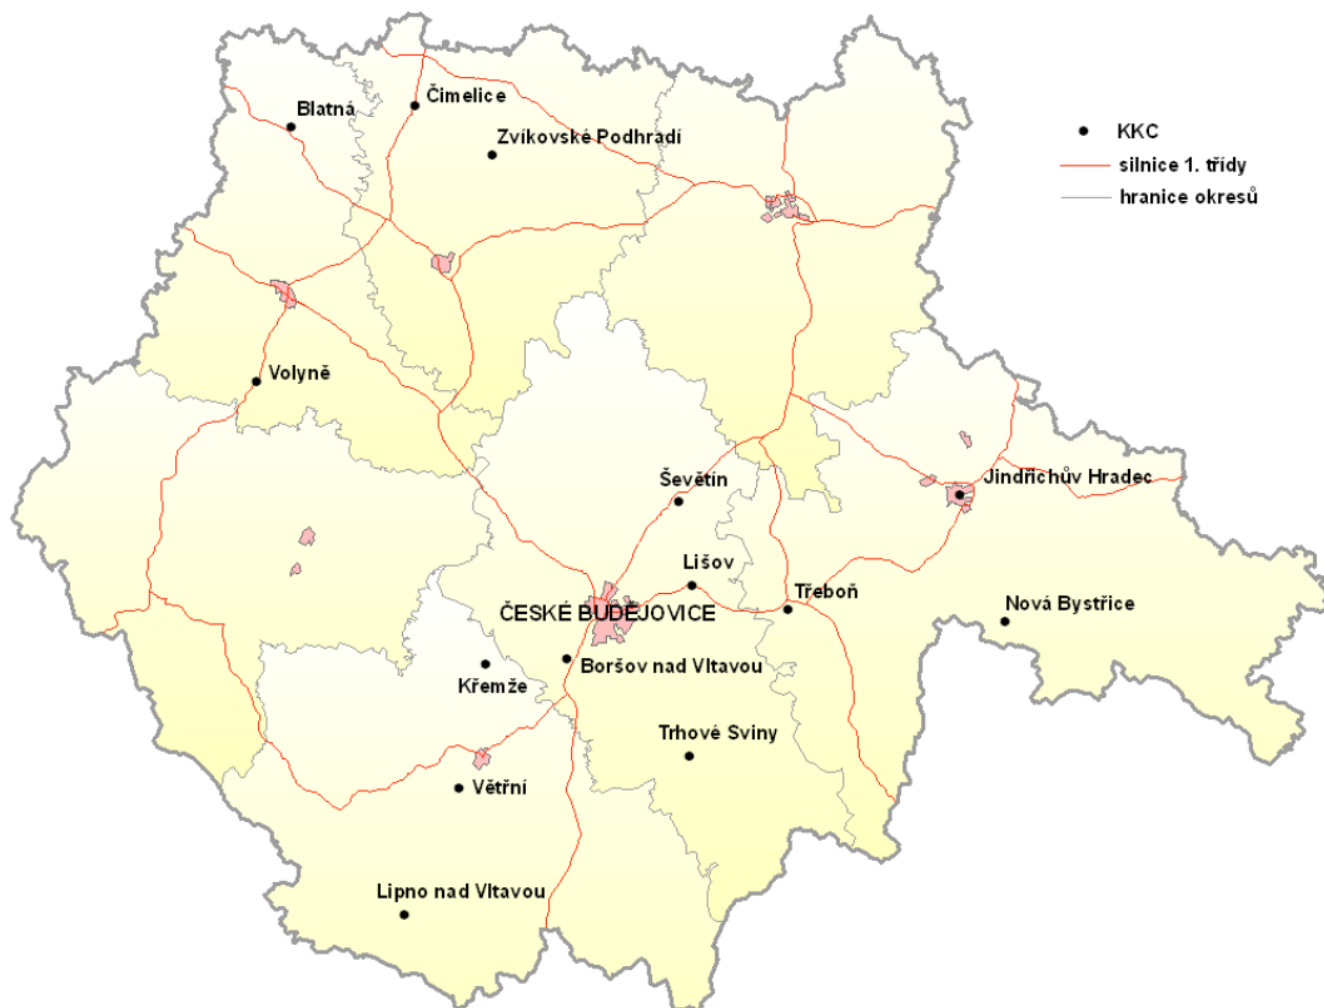 Blatná
Čimelice
Zvíkovské Podhradí
KKC
silnice 1. třídy
hranice okresů
Volyně
Ševětín
Jindřichův Hradec
Lišov
Třeboň
Nová Bystřice
ČESKÉ BUDĚJOVICE
Boršov nad Vltavou
Křemže
Trhové Sviny
Větřní
Lipno nad Vltavou